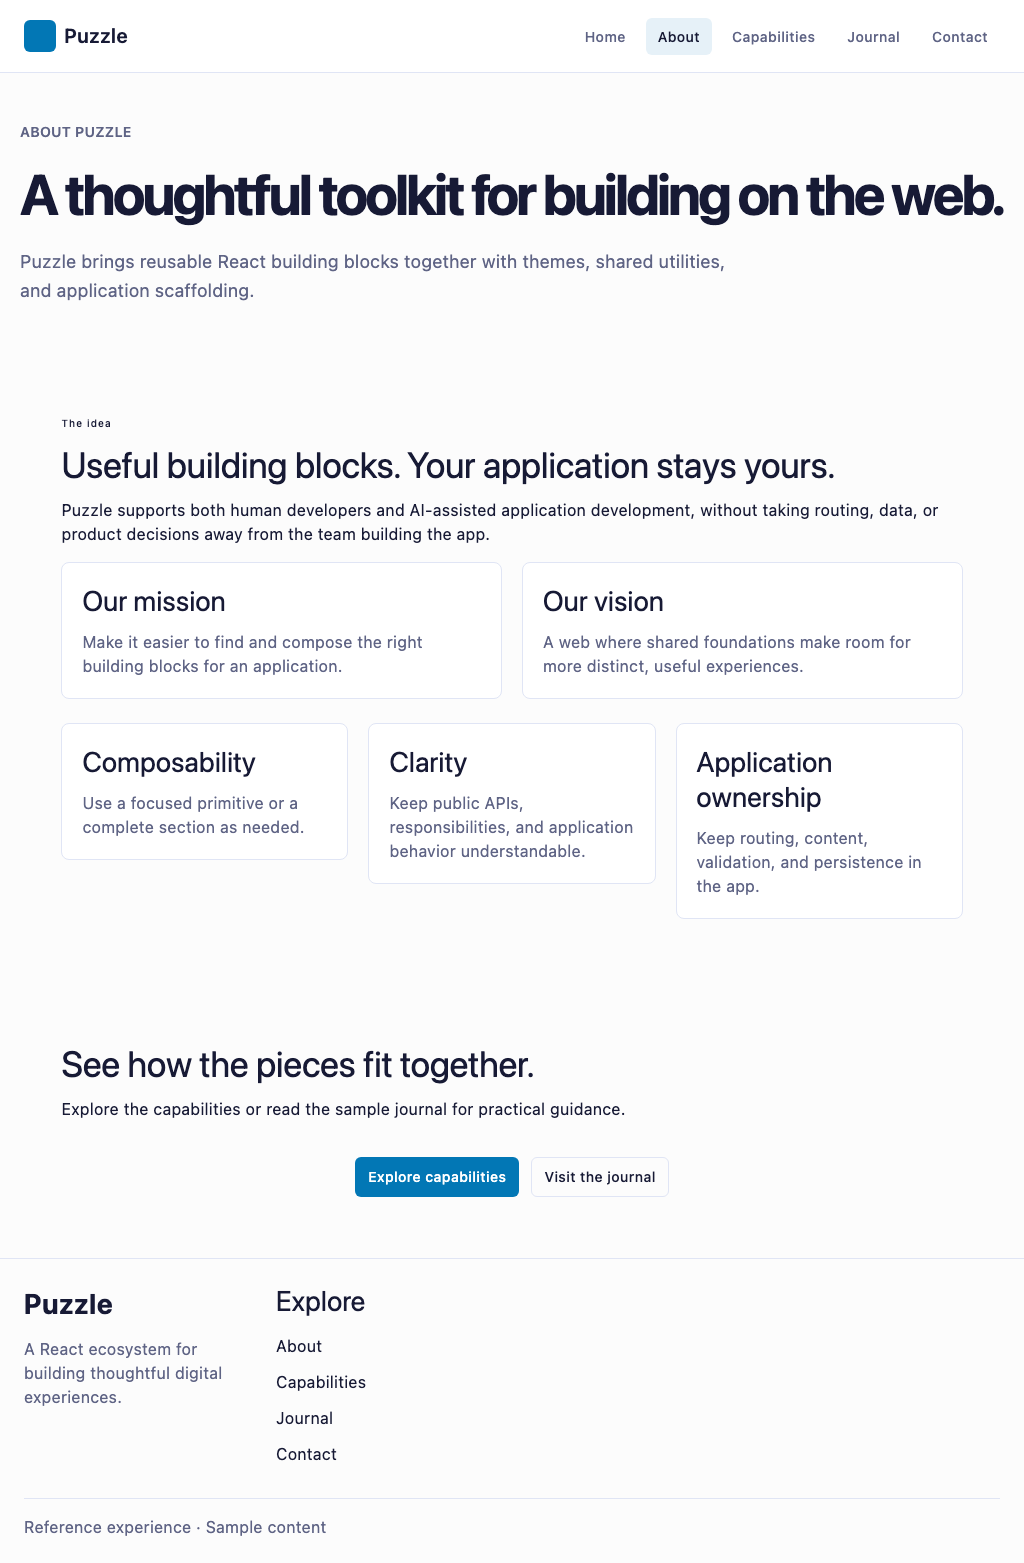 Puzzle
Home
About
Capabilities
Journal
Contact
ABOUT PUZZLE
A thoughtful toolkit for building on the web.
Puzzle brings reusable React building blocks together with themes, shared utilities,
and application scaffolding.
The idea
Useful building blocks. Your application stays yours.
Puzzle supports both human developers and AI-assisted application development, without taking routing, data, or
product decisions away from the team building the app.
Our mission
Make it easier to find and compose the right
building blocks for an application.
Our vision
A web where shared foundations make room for
more distinct, useful experiences.
Composability
Use a focused primitive or a
complete section as needed.
Clarity
Keep public APIs,
responsibilities, and application
behavior understandable.
Application
ownership
Keep routing, content,
validation, and persistence in
the app.
See how the pieces fit together.
Explore the capabilities or read the sample journal for practical guidance.
Explore capabilities
Visit the journal
Puzzle
A React ecosystem for
building thoughtful digital
experiences.
Explore
About
Capabilities
Journal
Contact
Reference experience · Sample content